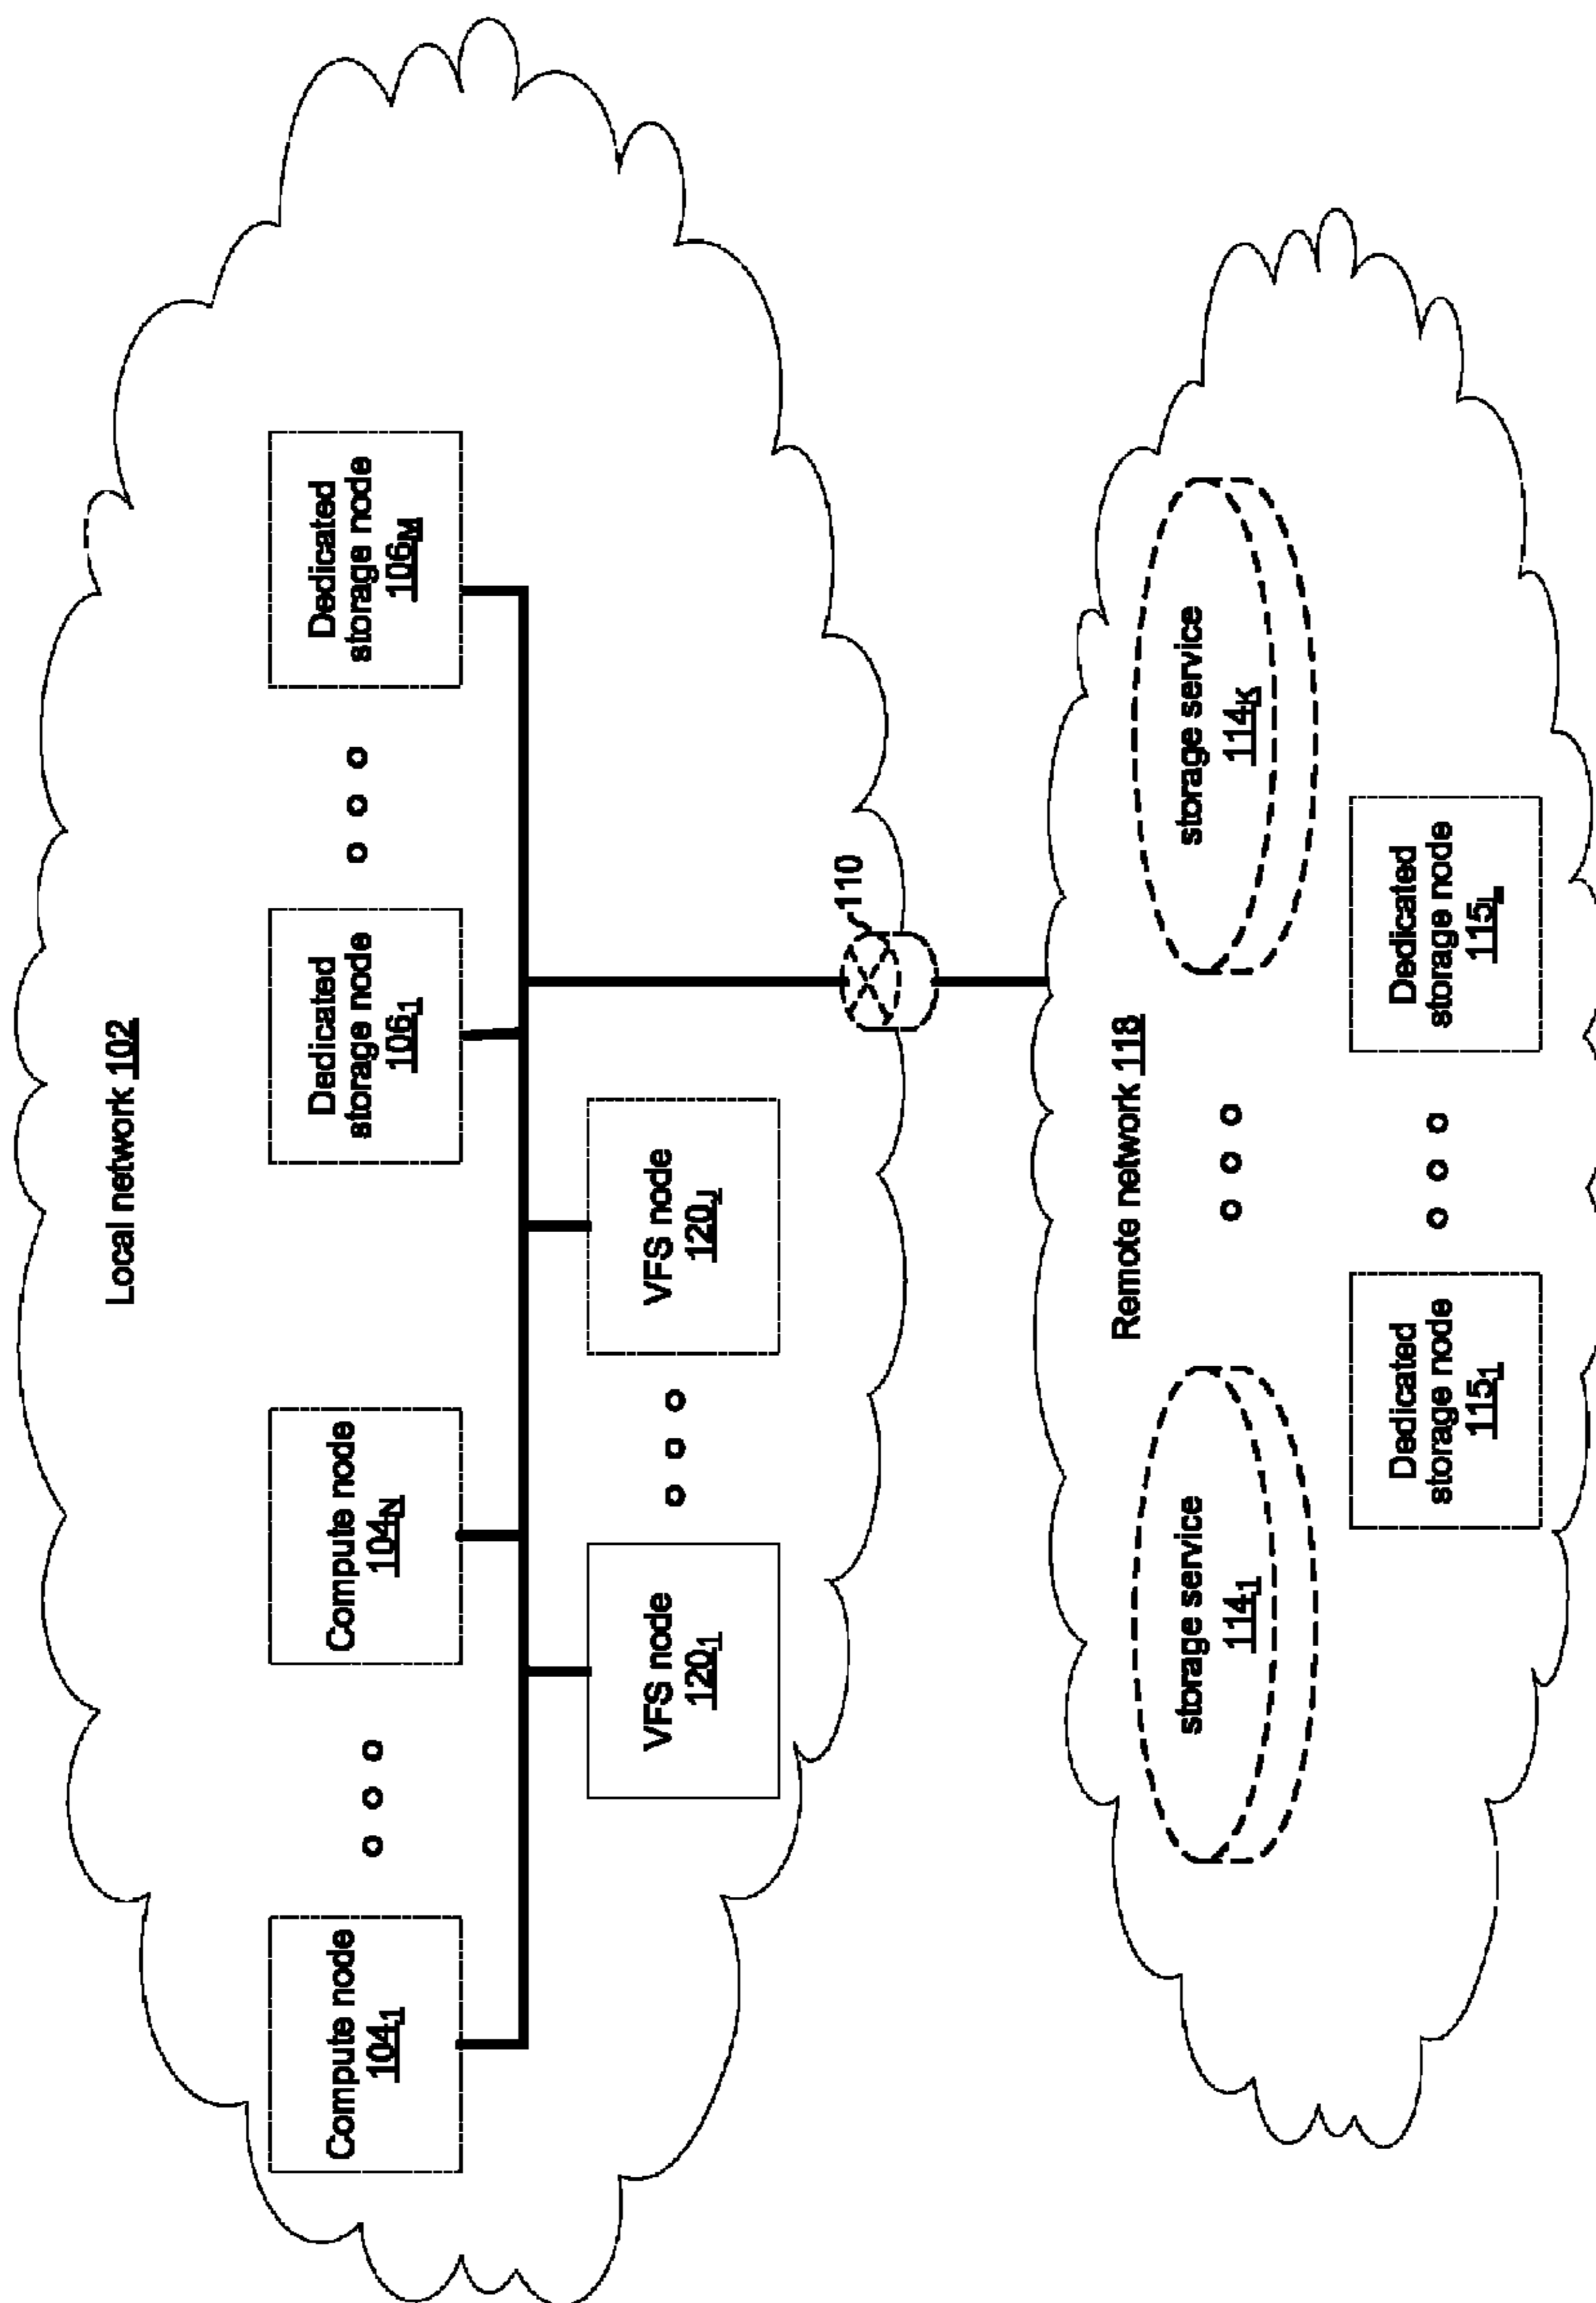 Local network 102
Compute node
104₁
Compute node
104N
Dedicated
storage node
106₁
Dedicated
storage node
106M
VFS node
120₁
VFS node
120J
110
Remote network 118
storage service
114₁
storage service
114K
Dedicated
storage node
115₁
Dedicated
storage node
115L